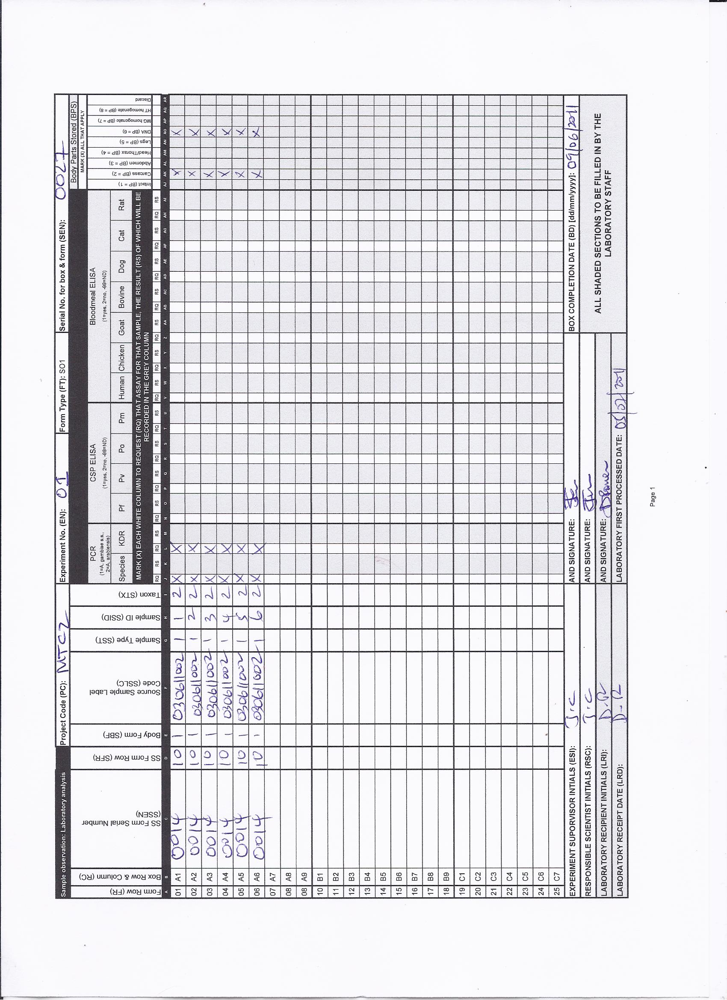 Sample observation: Laboratory analysis Project Code (PC): MTC2 Experiment No. (EN): 01 Form Type (FT): SO1 Serial No. for box & form (SEN): 0027
Form Row (FR) Box Row & Column (RC) SS Form Serial Number (SSEN) SS Form Row (SFR) Body Form (SBF) Source Sample Label Code (SSLC) Sample Type (SST) Sample ID (SSID) Taxon (STX)
PCR CSP ELISA Bloodmeal ELISA Body Parts Stored (BPS)
(1=A. gambiae s.s., 2=A. arabiensis) (1=yes, 2=no, -99=ND) (1=yes, 2=no, -99=ND) MARK (X) ALL THAT APPLY
Species KDR Pf Pv Po Pm Human Chicken Goat Bovine Dog Cat Rat
Intact (BP = 1) Carcass (BP = 2) Abdomen (BP = 3) Head/Thorax (BP = 4) Legs (BP = 5) DNA (BP = 6) MG homogenate (BP = 7) HT homogenate (BP = 8) Discard
MARK (X) EACH WHITE COLUMN TO REQUEST (RQ) THAT ASSAY FOR THAT SAMPLE, THE RESULT (RS) OF WHICH WILL BE
RECORDED IN THE GREY COLUMN
RQ RS RQ RS RQ RS RQ RS RQ RS RQ RS RQ RS RQ RS RQ RS RQ RS RQ RS RQ RS RQ RS
A B C D E F G H I J K L M N O P Q R S T U V W X Y Z AA AB AC AD AE AF AG AH AI AJ AK AL AM AN AO AP AQ AR
01 A1 0014 10 1 030611002 1 1 2 X X X X
02 A2 0014 10 1 030611002 1 2 2 X X X X
03 A3 0014 10 1 030611002 1 3 2 X X X X
04 A4 0014 10 1 030611002 1 4 2 X X X X
05 A5 0014 10 1 030611002 1 5 2 X X X X
06 A6 0014 10 1 030611002 1 6 2 X X X X
07 A7
08 A8
08 A9
10 B1
11 B2
12 B3
13 B4
14 B5
15 B6
16 B7
17 B8
18 B9
19 C1
20 C2
21 C3
22 C4
23 C5
24 C6
25 C7
EXPERIMENT SUPORVISOR INTIALS (ESI): J.C AND SIGNATURE: BOX COMPLETION DATE (BD) [dd/mm/yyyy]: 09/06/2011
RESPONSIBLE SCIENTIST INITIALS (RSC): J.C AND SIGNATURE:
LABORATORY RECIPIENT INITIALS (LRI): D.R AND SIGNATURE:
LABORATORY RECEIPT DATE (LRD): D.R LABORATORY FIRST PROCESSED DATE:
ALL SHADED SECTIONS TO BE FILLED IN BY THE
LABORATORY STAFF
Page 1